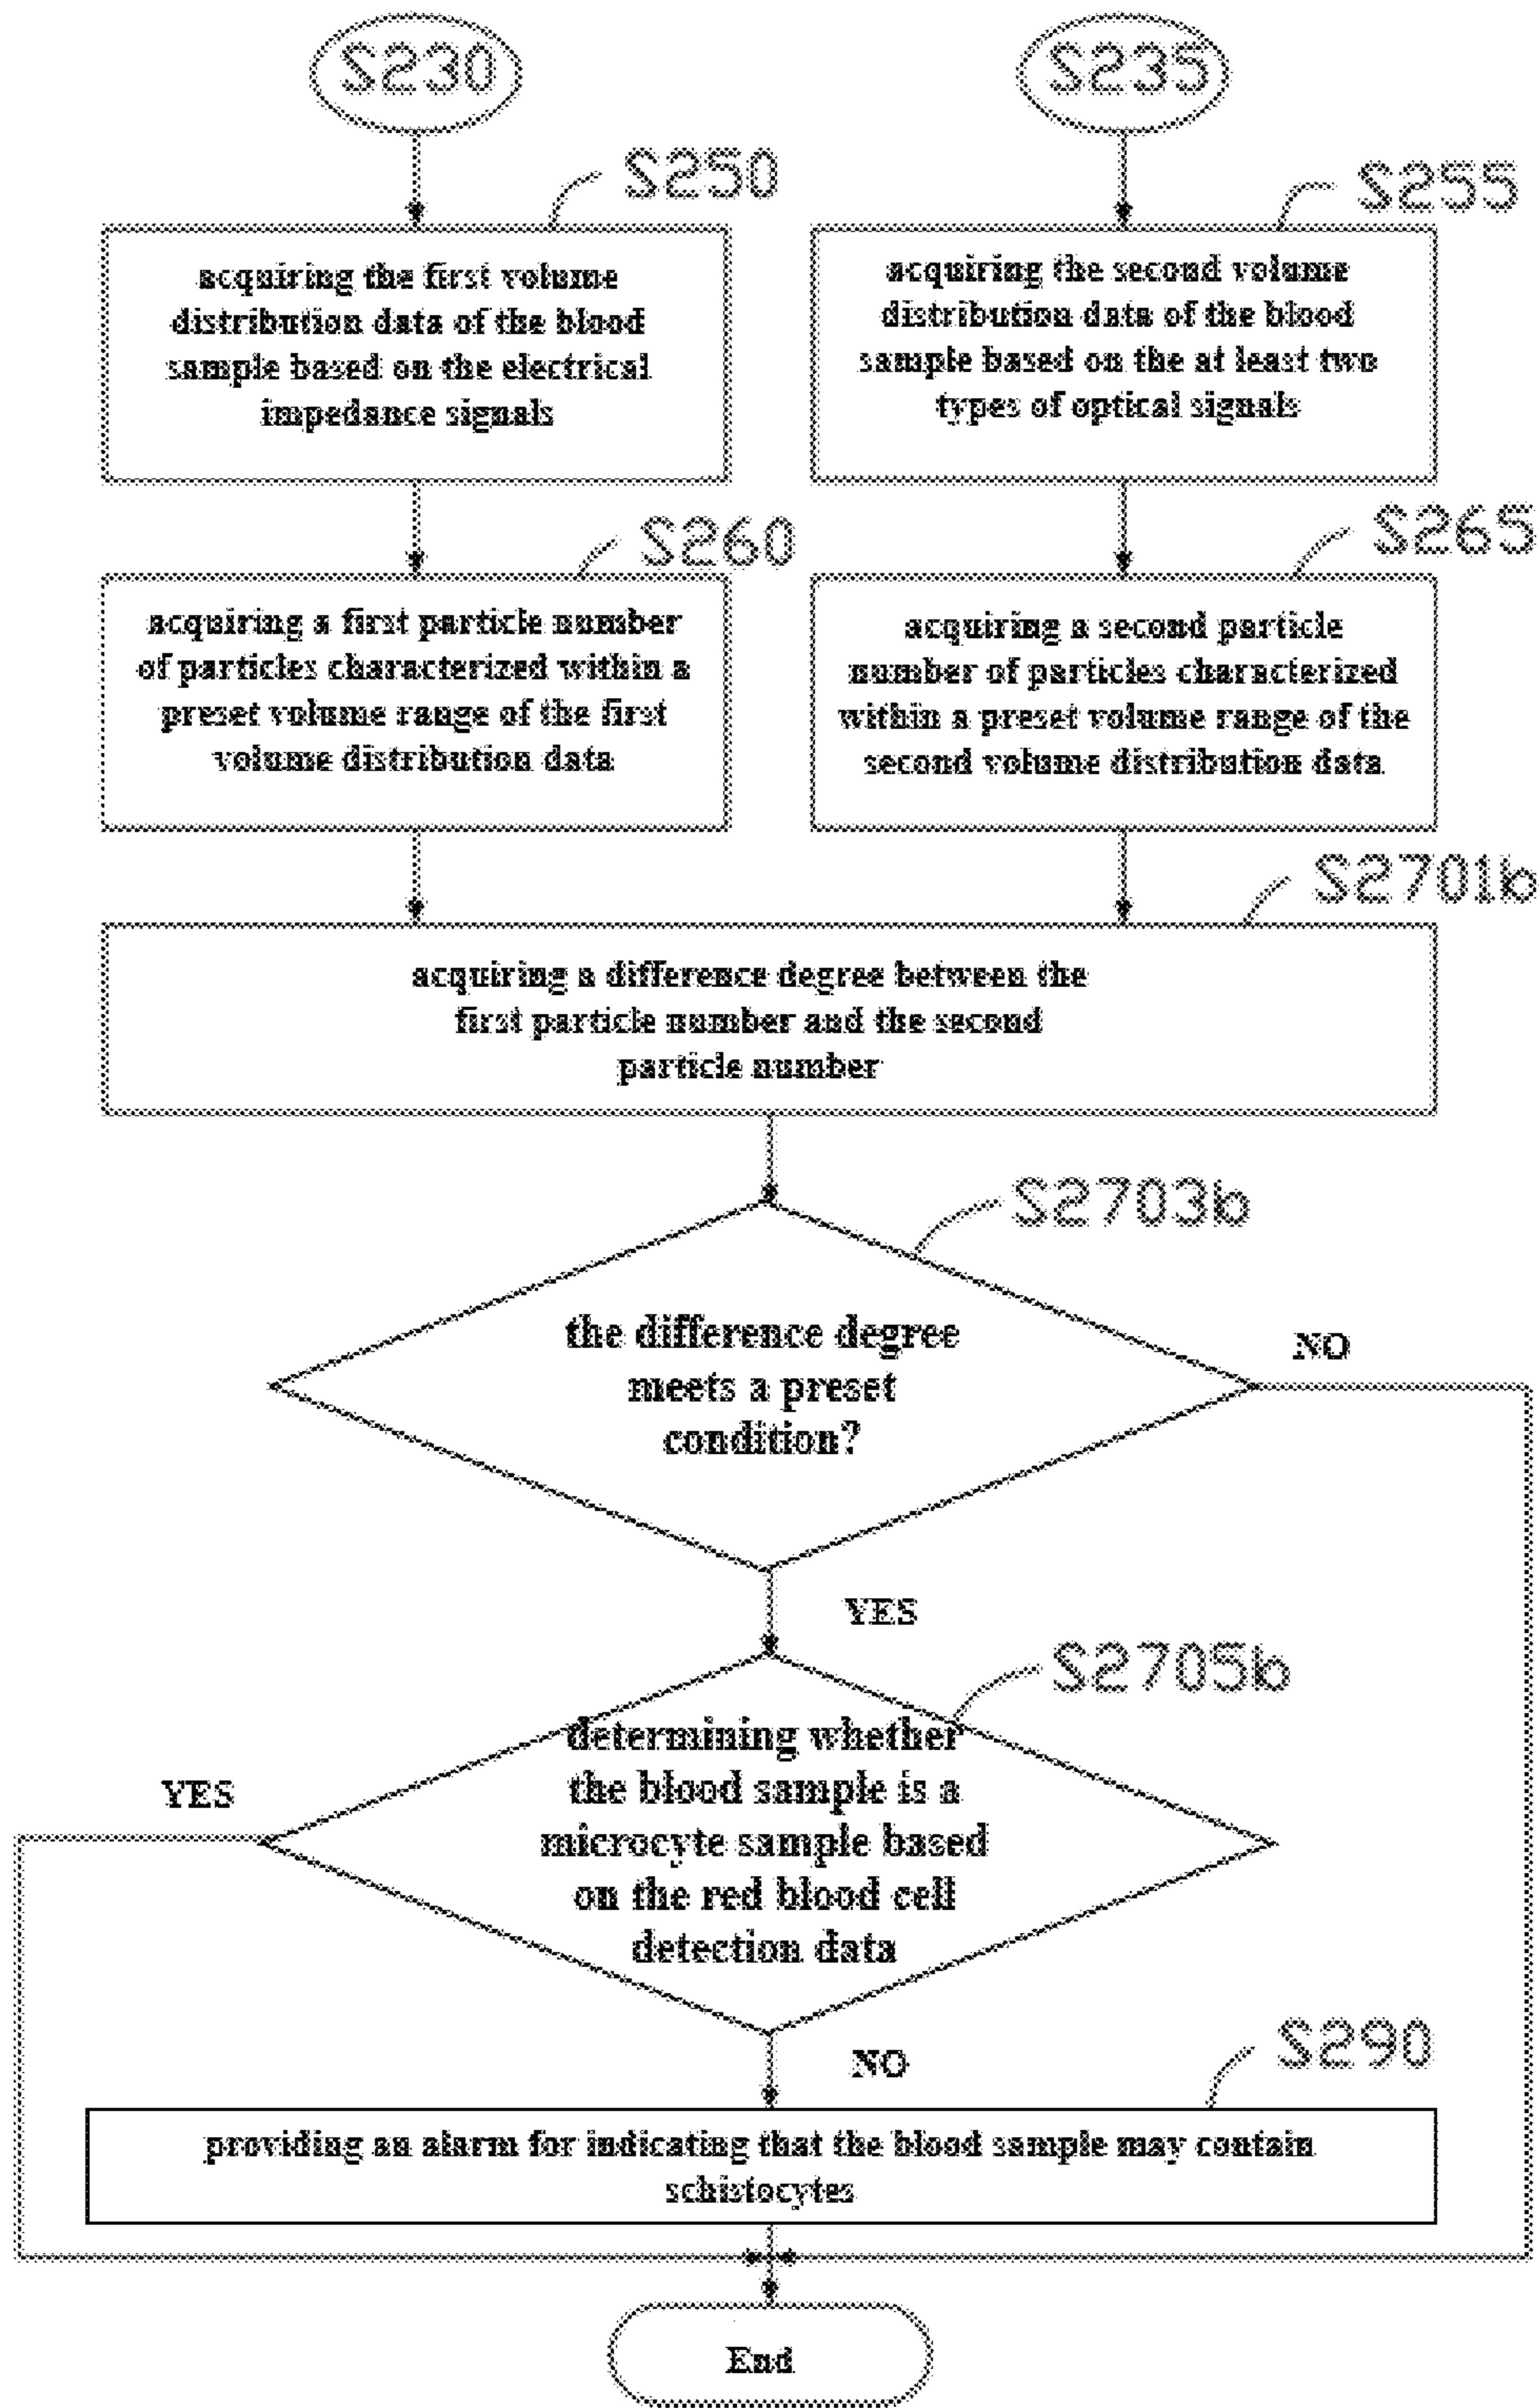 S230
S235
S250
S255
acquiring the first volume
distribution data of the blood
sample based on the electrical
impedance signals
acquiring the second volume
distribution data of the blood
sample based on the at least two
types of optical signals
S260
S265
acquiring a first particle number
of particles characterized within a
preset volume range of the first
volume distribution data
acquiring a second particle
number of particles characterized
within a preset volume range of the
second volume distribution data
S2701b
acquiring a difference degree between the
first particle number and the second
particle number
S2703b
the difference degree
meets a preset
condition?
NO
YES
S2705b
determining whether
the blood sample is a
microcyte sample based
on the red blood cell
detection data
YES
NO
S290
providing an alarm for indicating that the blood sample may contain
schistocytes
End